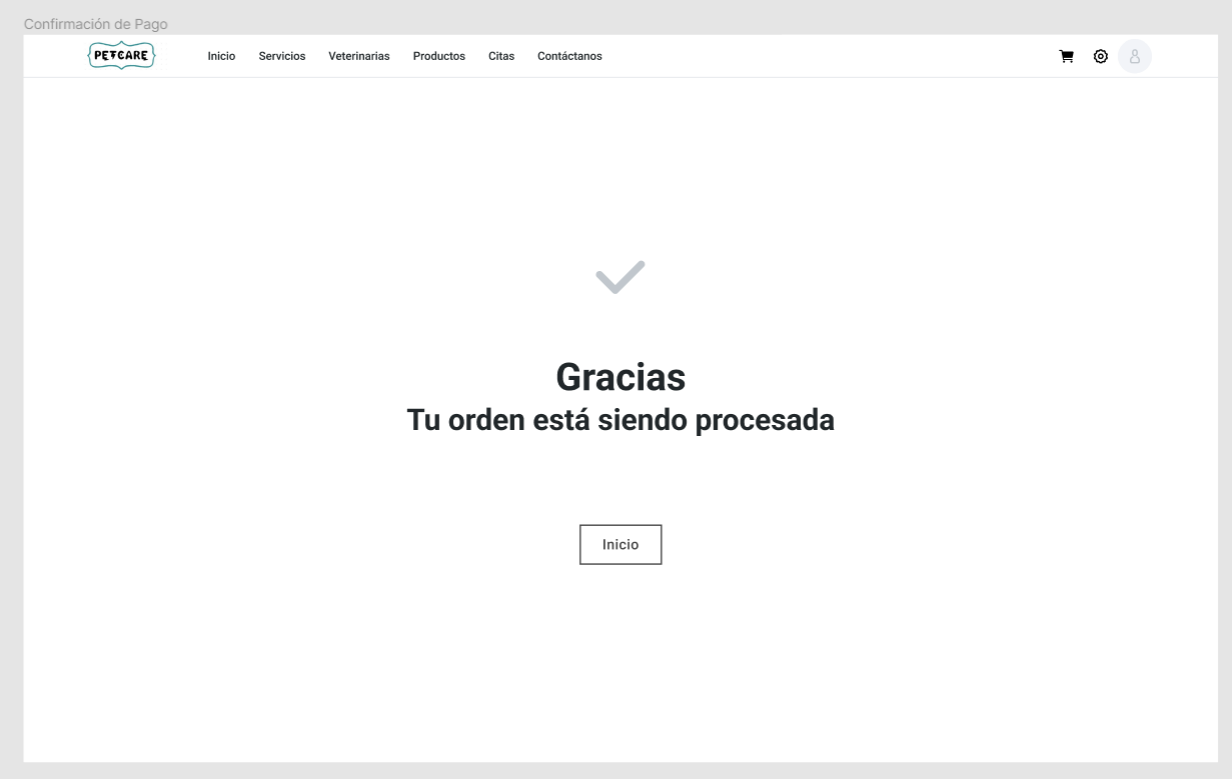 Confirmación de Pago
PETCARE
Inicio Servicios Veterinarias Productos Citas Contáctanos
Gracias
Tu orden está siendo procesada
Inicio